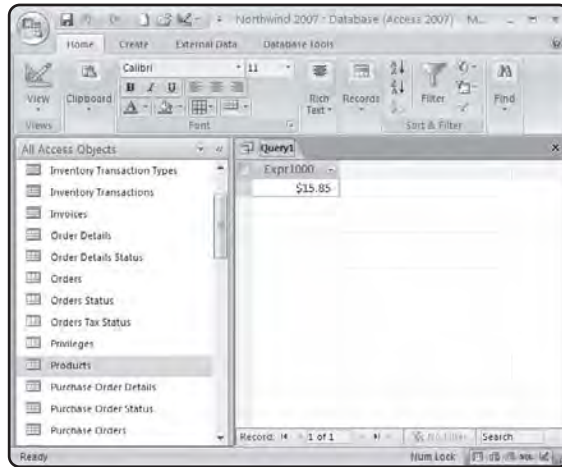 Northwind 2007 - Database (Access 2007) M...
Home Create External Data Database Tools
View
Clipboard
Calibri 11
B I U
A
Rich
Text
Records
Filter
Find
Views Font Sort & Filter
All Access Objects
Inventory Transaction Types
Inventory Transactions
Invoices
Order Details
Order Details Status
Orders
Orders Status
Orders Tax Status
Privileges
Products
Purchase Order Details
Purchase Order Status
Purchase Orders
Query1
Expr1000
$15.85
Record: 1 of 1 No Filter Search
Ready Num Lock